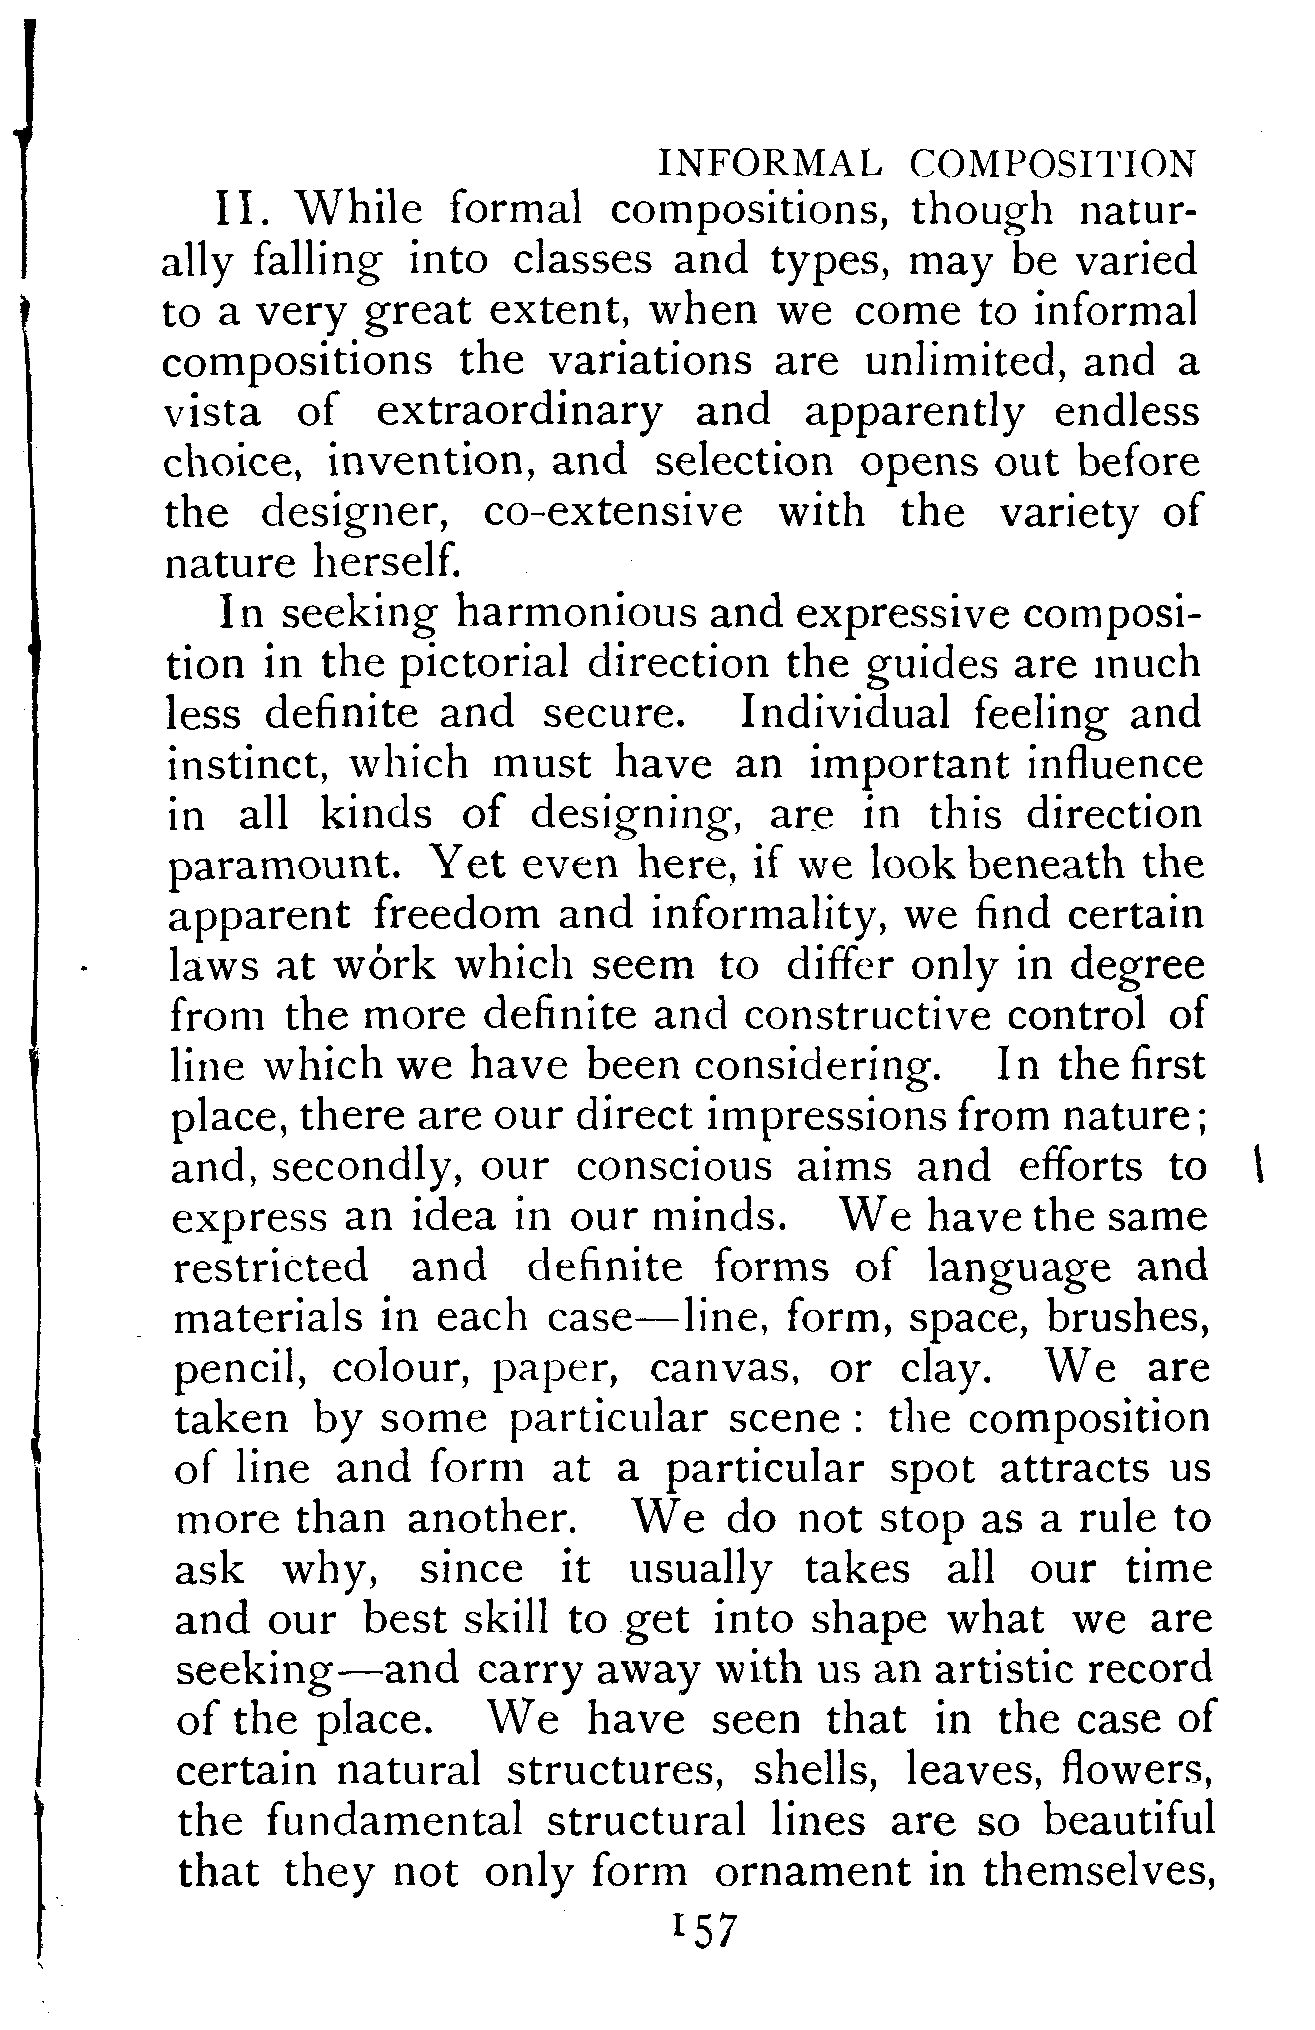 INFORMAL COMPOSITION
II. While formal compositions, though natur-
ally falling into classes and types, may be varied
to a very great extent, when we come to informal
compositions the variations are unlimited, and a
vista of extraordinary and apparently endless
choice, invention, and selection opens out before
the designer, co-extensive with the variety of
nature herself.
In seeking harmonious and expressive composi-
tion in the pictorial direction the guides are much
less definite and secure. Individual feeling and
instinct, which must have an important influence
in all kinds of designing, are in this direction
paramount. Yet even here, if we look beneath the
apparent freedom and informality, we find certain
laws at work which seem to differ only in degree
from the more definite and constructive control of
line which we have been considering. In the first
place, there are our direct impressions from nature;
and, secondly, our conscious aims and efforts to
express an idea in our minds. We have the same
restricted and definite forms of language and
materials in each case—line, form, space, brushes,
pencil, colour, paper, canvas, or clay. We are
taken by some particular scene : the composition
of line and form at a particular spot attracts us
more than another. We do not stop as a rule to
ask why, since it usually takes all our time
and our best skill to get into shape what we are
seeking—and carry away with us an artistic record
of the place. We have seen that in the case of
certain natural structures, shells, leaves, flowers,
the fundamental structural lines are so beautiful
that they not only form ornament in themselves,
157